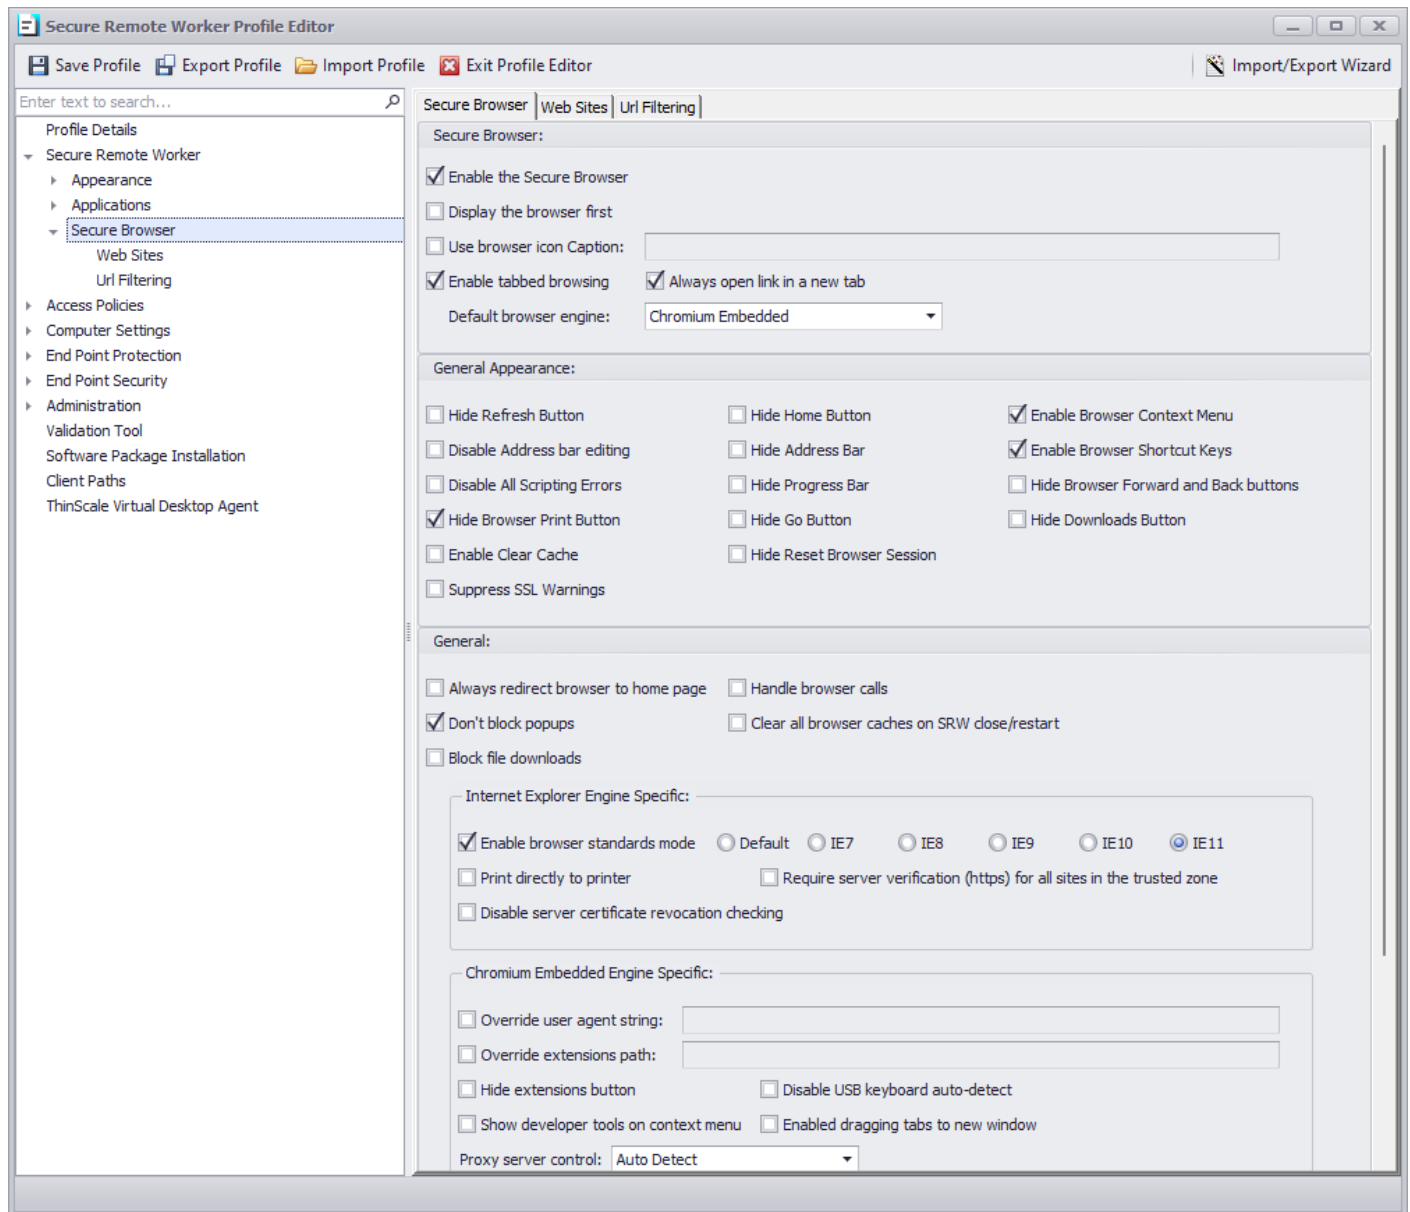 Secure Remote Worker Profile Editor
Save Profile Export Profile Import Profile Exit Profile Editor Import/Export Wizard
Enter text to search...
Profile Details
Secure Remote Worker
Appearance
Applications
Secure Browser
Web Sites
Url Filtering
Access Policies
Computer Settings
End Point Protection
End Point Security
Administration
Validation Tool
Software Package Installation
Client Paths
ThinScale Virtual Desktop Agent
Secure Browser Web Sites Url Filtering
Secure Browser:
Enable the Secure Browser
Display the browser first
Use browser icon Caption:
Enable tabbed browsing Always open link in a new tab
Default browser engine: Chromium Embedded
General Appearance:
Hide Refresh Button Hide Home Button Enable Browser Context Menu
Disable Address bar editing Hide Address Bar Enable Browser Shortcut Keys
Disable All Scripting Errors Hide Progress Bar Hide Browser Forward and Back buttons
Hide Browser Print Button Hide Go Button Hide Downloads Button
Enable Clear Cache Hide Reset Browser Session
Suppress SSL Warnings
General:
Always redirect browser to home page Handle browser calls
Don't block popups Clear all browser caches on SRW close/restart
Block file downloads
Internet Explorer Engine Specific:
Enable browser standards mode Default IE7 IE8 IE9 IE10 IE11
Print directly to printer Require server verification (https) for all sites in the trusted zone
Disable server certificate revocation checking
Chromium Embedded Engine Specific:
Override user agent string:
Override extensions path:
Hide extensions button Disable USB keyboard auto-detect
Show developer tools on context menu Enabled dragging tabs to new window
Proxy server control: Auto Detect